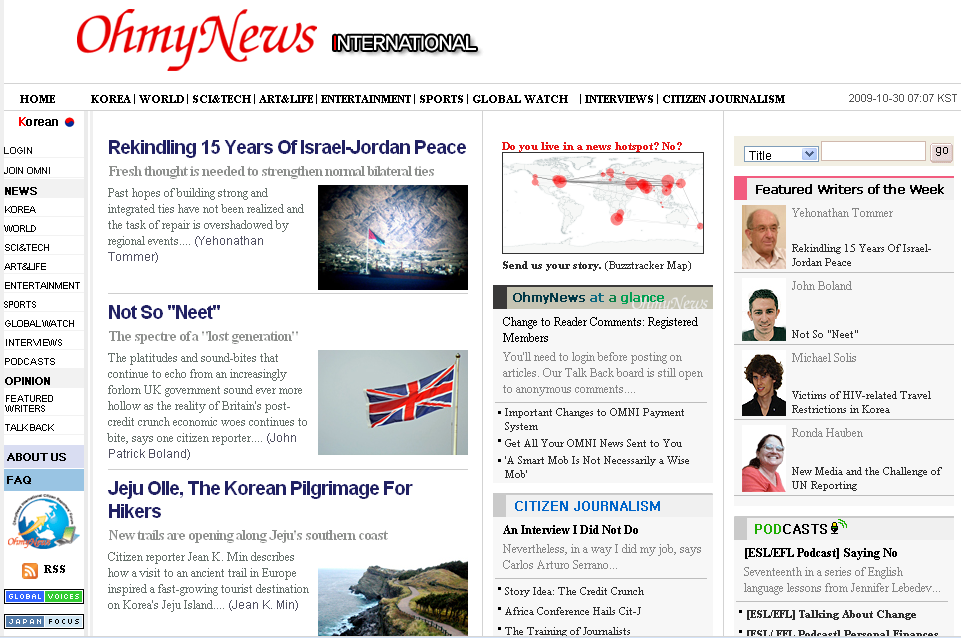 OhmyNews INTERNATIONAL
HOME KOREA | WORLD | SCI&TECH | ART&LIFE | ENTERTAINMENT | SPORTS | GLOBAL WATCH | INTERVIEWS | CITIZEN JOURNALISM 2009-10-30 07:07 KST
Korean
LOGIN
JOIN OMNI
NEWS
KOREA
WORLD
SCI&TECH
ART&LIFE
ENTERTAINMENT
SPORTS
GLOBAL WATCH
INTERVIEWS
PODCASTS
OPINION
FEATURED
WRITERS
TALKBACK
ABOUT US
FAQ
OhmyNews
RSS
GLOBAL VOICES
JAPAN FOCUS
Rekindling 15 Years Of Israel-Jordan Peace
Fresh thought is needed to strengthen normal bilateral ties
Past hopes of building strong and
integrated ties have not been realized and
the task of repair is overshadowed by
regional events.... (Yehonathan
Tommer)
Not So "Neet"
The spectre of a "lost generation"
The platitudes and sound-bites that
continue to echo from an increasingly
forlorn UK government sound ever more
hollow as the reality of Britain's post-
credit crunch economic woes continues to
bite, says one citizen reporter.... (John
Patrick Boland)
Jeju Olle, The Korean Pilgrimage For
Hikers
New trails are opening along Jeju's southern coast
Citizen reporter Jean K. Min describes
how a visit to an ancient trail in Europe
inspired a fast-growing tourist destination
on Korea's Jeju Island.... (Jean K. Min)
Do you live in a news hotspot? No?
Send us your story. (Buzztracker Map)
OhmyNews at a glance
OhmyNews
Change to Reader Comments: Registered
Members
You'll need to login before posting on
articles. Our Talk Back board is still open
to anonymous comments....
Important Changes to OMNI Payment
System
Get All Your OMNI News Sent to You
'A Smart Mob Is Not Necessarily a Wise
Mob'
CITIZEN JOURNALISM
An Interview I Did Not Do
Nevertheless, in a way I did my job, says
Carlos Arturo Serrano...
Story Idea: The Credit Crunch
Africa Conference Hails Cit-J
The Training of Journalists
Title go
Featured Writers of the Week
Yehonathan Tommer
Rekindling 15 Years Of Israel-
Jordan Peace
John Boland
Not So "Neet"
Michael Solis
Victims of HIV-related Travel
Restrictions in Korea
Ronda Hauben
New Media and the Challenge of
UN Reporting
PODCASTS
[ESL/EFL Podcast] Saying No
Seventeenth in a series of English
language lessons from Jennifer Lebedev...
[ESL/EFL] Talking About Change
[ESL/ EFL Podcast] Personal Finances